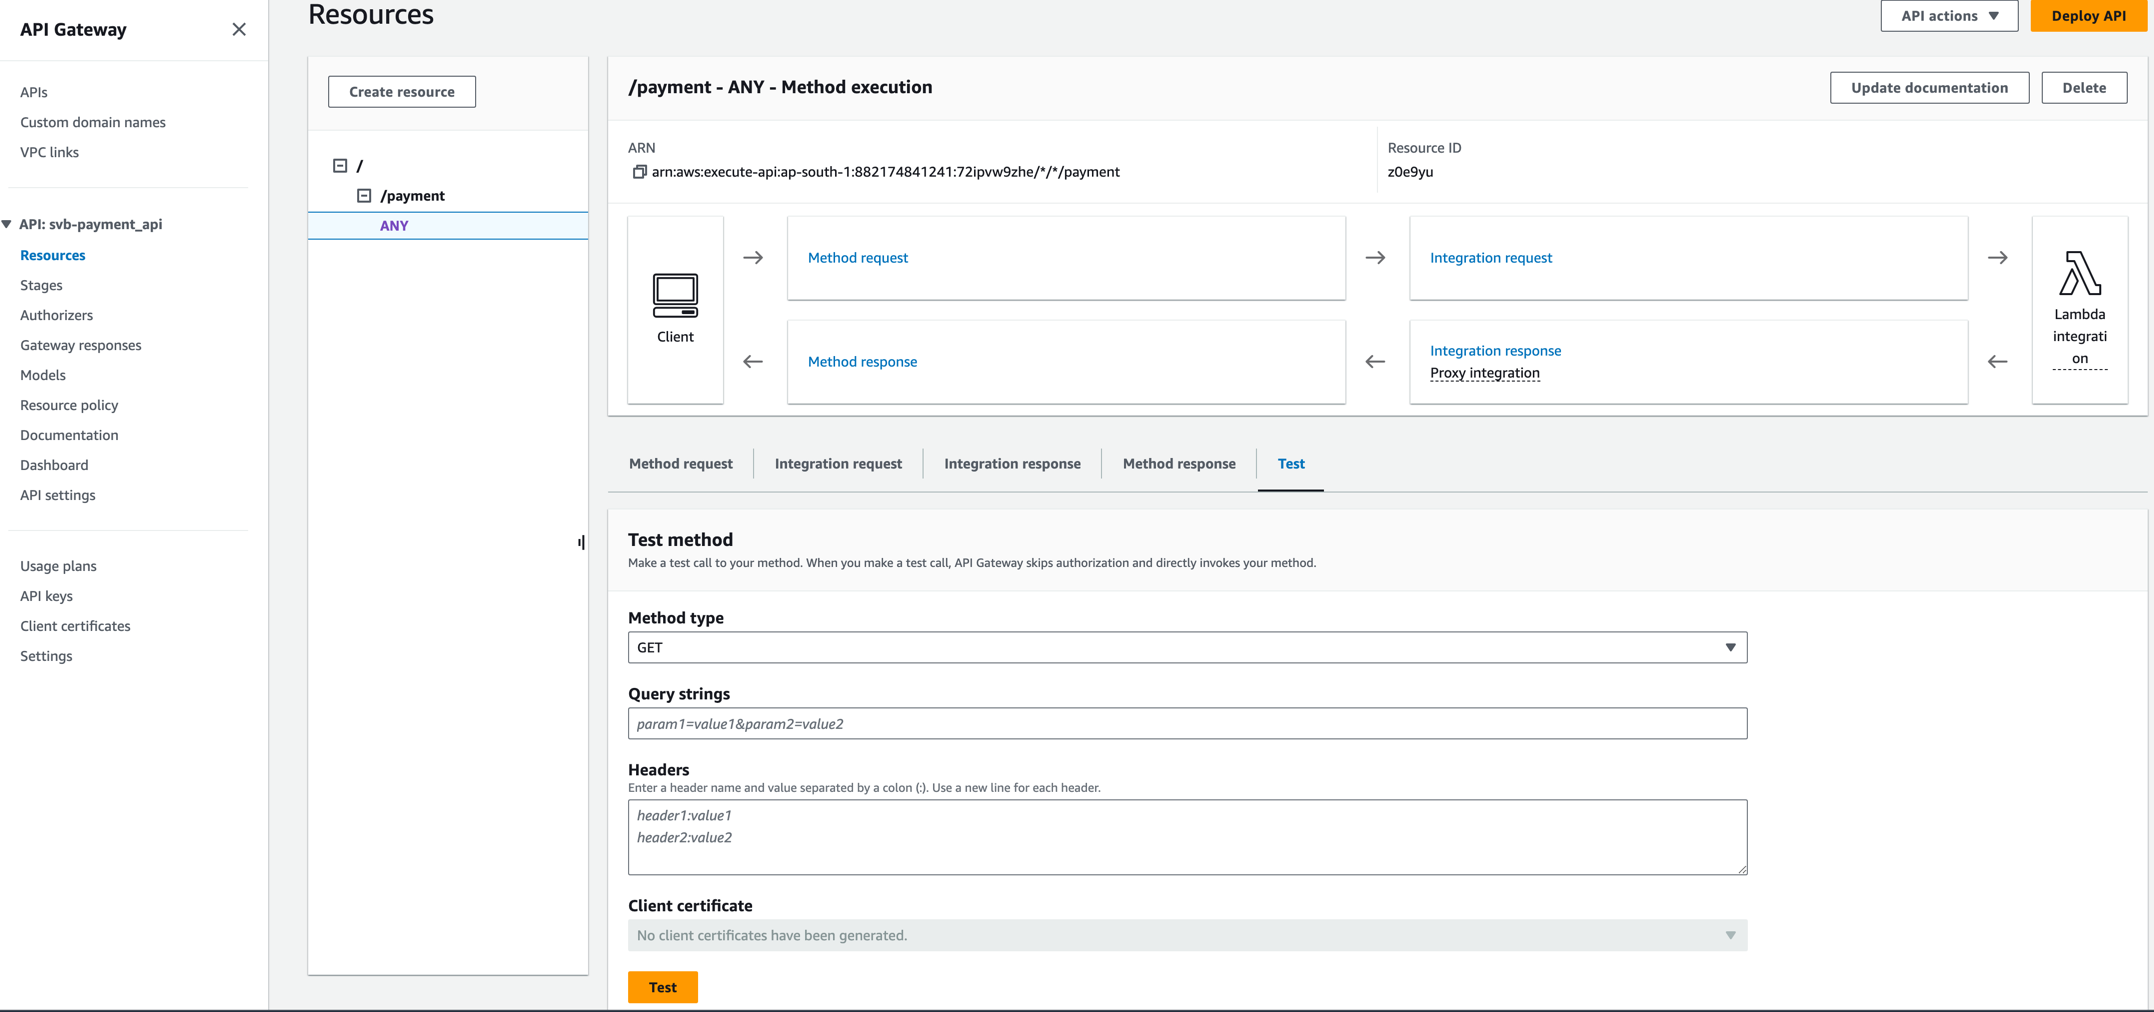 API Gateway
APIs
Custom domain names
VPC links
API: svb-payment_api
Resources
Stages
Authorizers
Gateway responses
Models
Resource policy
Documentation
Dashboard
API settings
Usage plans
API keys
Client certificates
Settings
Resources
API actions
Deploy API
Create resource
/
/payment
ANY
/payment - ANY - Method execution
Update documentation
Delete
ARN
arn:aws:execute-api:ap-south-1:882174841241:72ipvw9zhe/*/*/payment
Resource ID
z0e9yu
Client
Method request
Integration request
Method response
Integration response
Proxy integration
Lambda
integrati
on
Method request
Integration request
Integration response
Method response
Test
Test method
Make a test call to your method. When you make a test call, API Gateway skips authorization and directly invokes your method.
Method type
GET
Query strings
param1=value1&param2=value2
Headers
Enter a header name and value separated by a colon (:). Use a new line for each header.
header1:value1
header2:value2
Client certificate
No client certificates have been generated.
Test